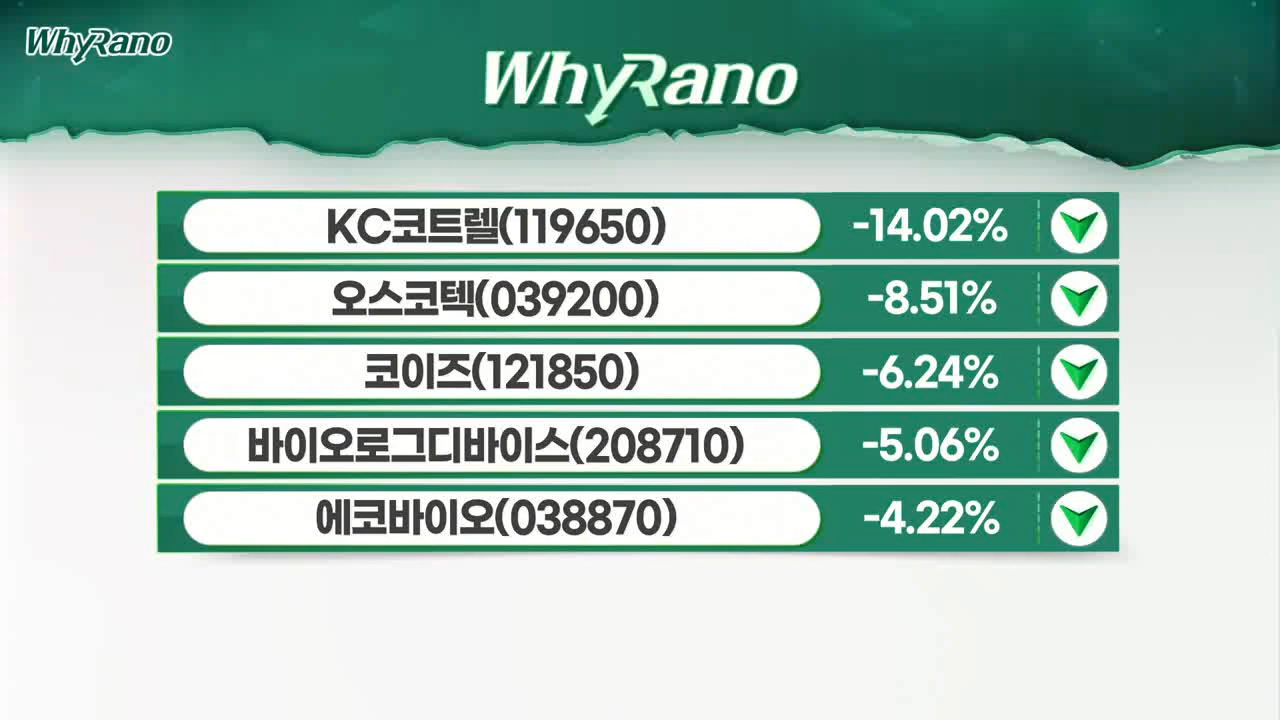 WhyRano
WhyRano
KC코트렐(119650) -14.02%
오스코텍(039200) -8.51%
코이즈(121850) -6.24%
바이오로그디바이스(208710) -5.06%
에코바이오(038870) -4.22%